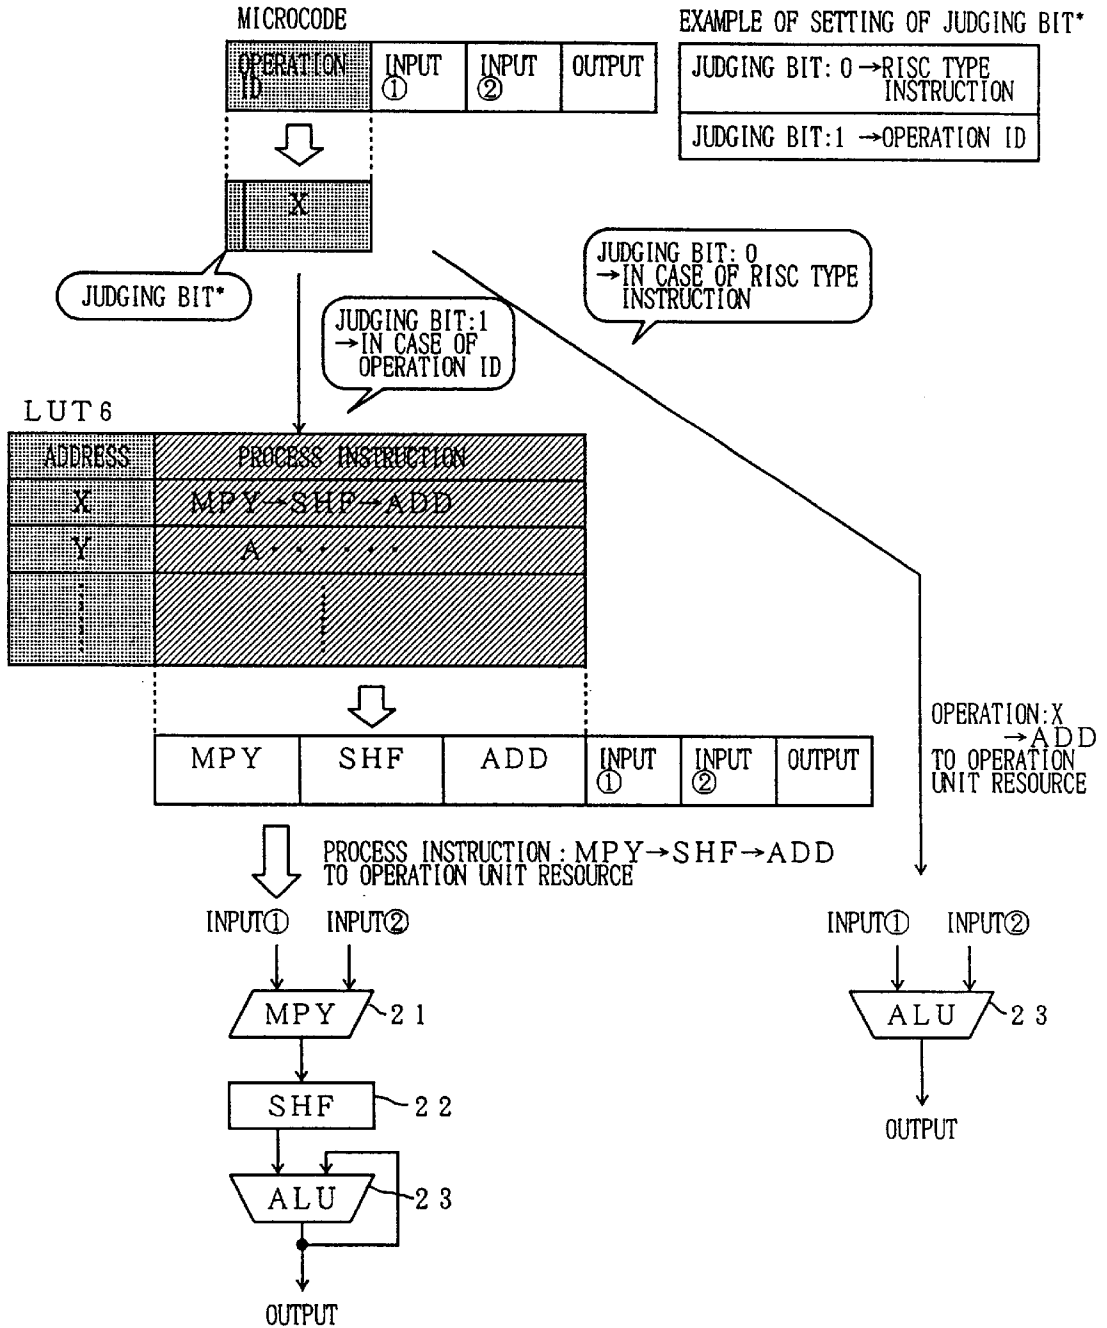 MICROCODE
EXAMPLE OF SETTING OF JUDGING BIT*
OPERATION
ID
INPUT
①
INPUT
②
OUTPUT
JUDGING BIT: 0 →RISC TYPE
INSTRUCTION
JUDGING BIT:1 →OPERATION ID
X
JUDGING BIT*
JUDGING BIT: 0
→IN CASE OF RISC TYPE
INSTRUCTION
JUDGING BIT:1
→IN CASE OF
OPERATION ID
LUT6
ADDRESS
PROCESS INSTRUCTION
X
MPY→SHF→ADD
Y
A・・・・・・
MPY
SHF
ADD
INPUT
①
INPUT
②
OUTPUT
OPERATION:X
→ADD
TO OPERATION
UNIT RESOURCE
PROCESS INSTRUCTION : MPY→SHF→ADD
TO OPERATION UNIT RESOURCE
INPUT①
INPUT②
MPY
21
SHF
22
ALU
23
OUTPUT
INPUT①
INPUT②
ALU
23
OUTPUT